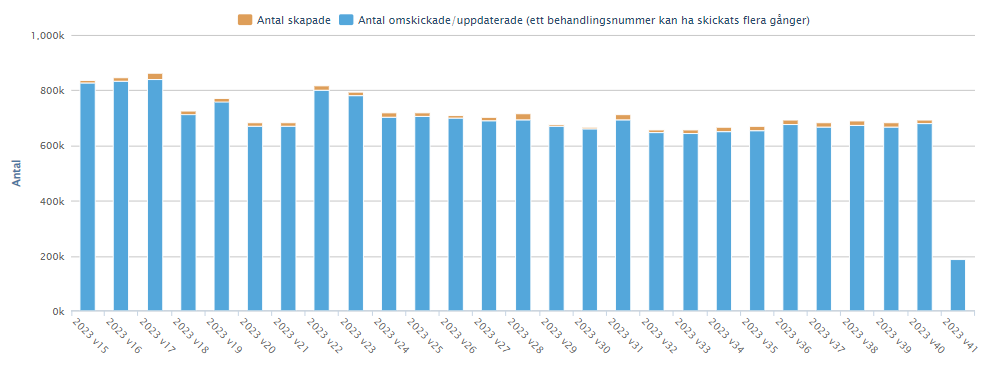 Antal skapade
Antal omskickade/uppdaterade (ett behandlingsnummer kan ha skickats flera gånger)
Antal
1,000k
800k
600k
400k
200k
0k
2023 v15
2023 v16
2023 v17
2023 v18
2023 v19
2023 v20
2023 v21
2023 v22
2023 v23
2023 v24
2023 v25
2023 v26
2023 v27
2023 v28
2023 v29
2023 v30
2023 v31
2023 v32
2023 v33
2023 v34
2023 v35
2023 v36
2023 v37
2023 v38
2023 v39
2023 v40
2023 v41